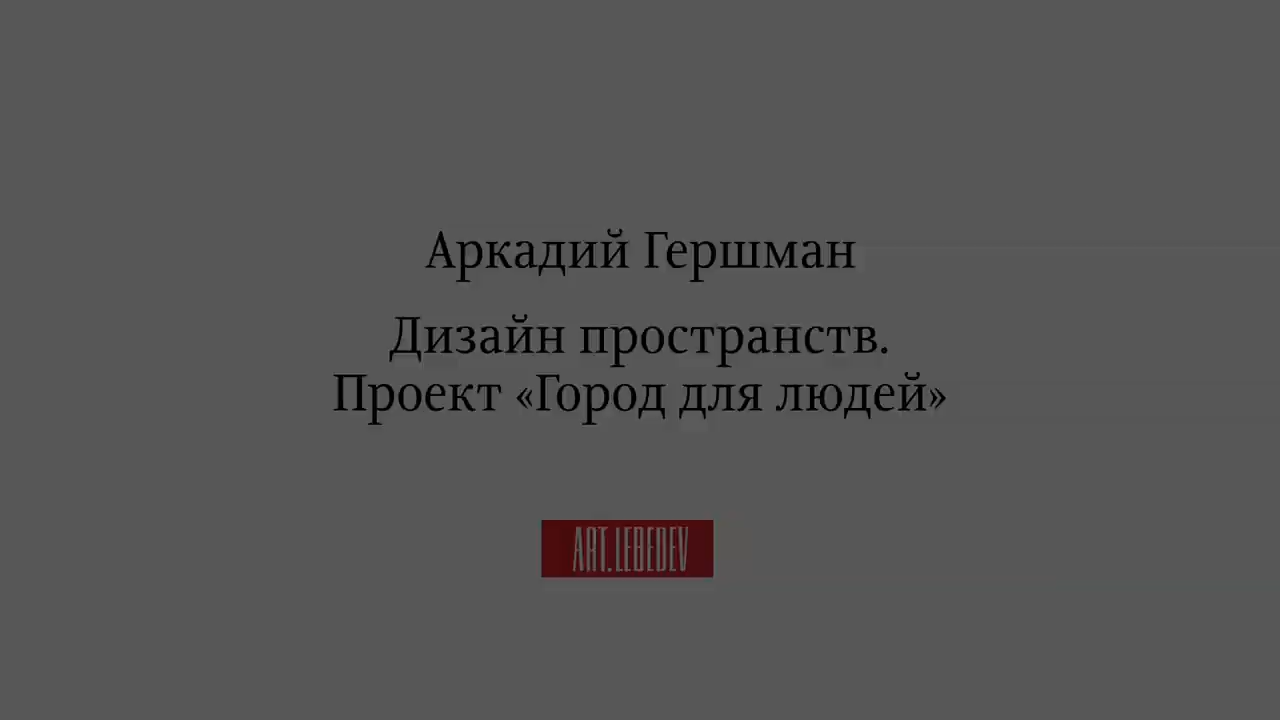 Аркадий Гершман
Дизайн пространств.
Проект «Город для людей»
ART.LEBEDEV